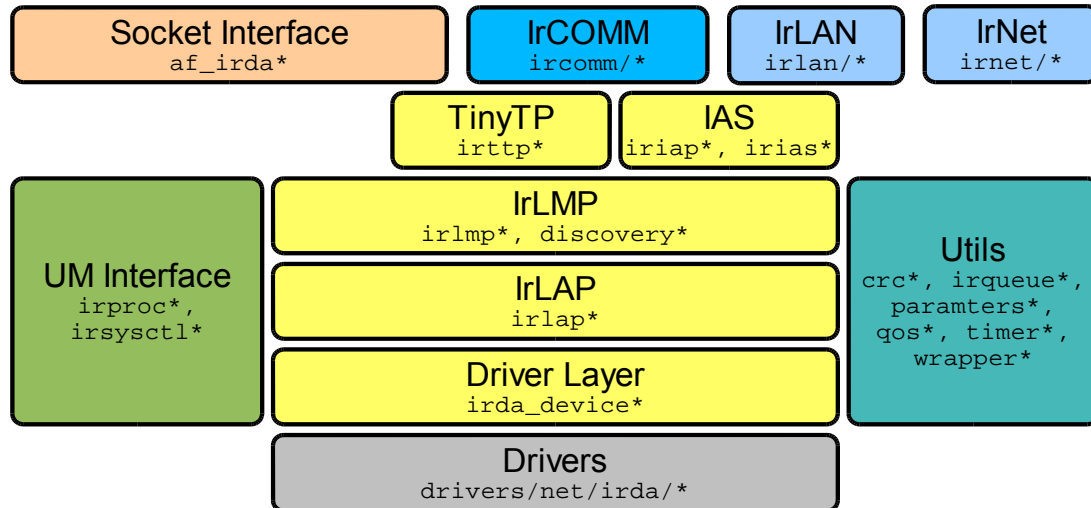 Socket Interface
af_irda*
IrCOMM
ircomm/*
IrLAN
irlan/*
IrNet
irnet/*
TinyTP
irttp*
IAS
iriap*, irias*
UM Interface
irproc*,
irsysctl*
IrLMP
irlmp*, discovery*
IrLAP
irlap*
Driver Layer
irda_device*
Utils
crc*, irqueue*,
paramters*,
qos*, timer*,
wrapper*
Drivers
drivers/net/irda/*